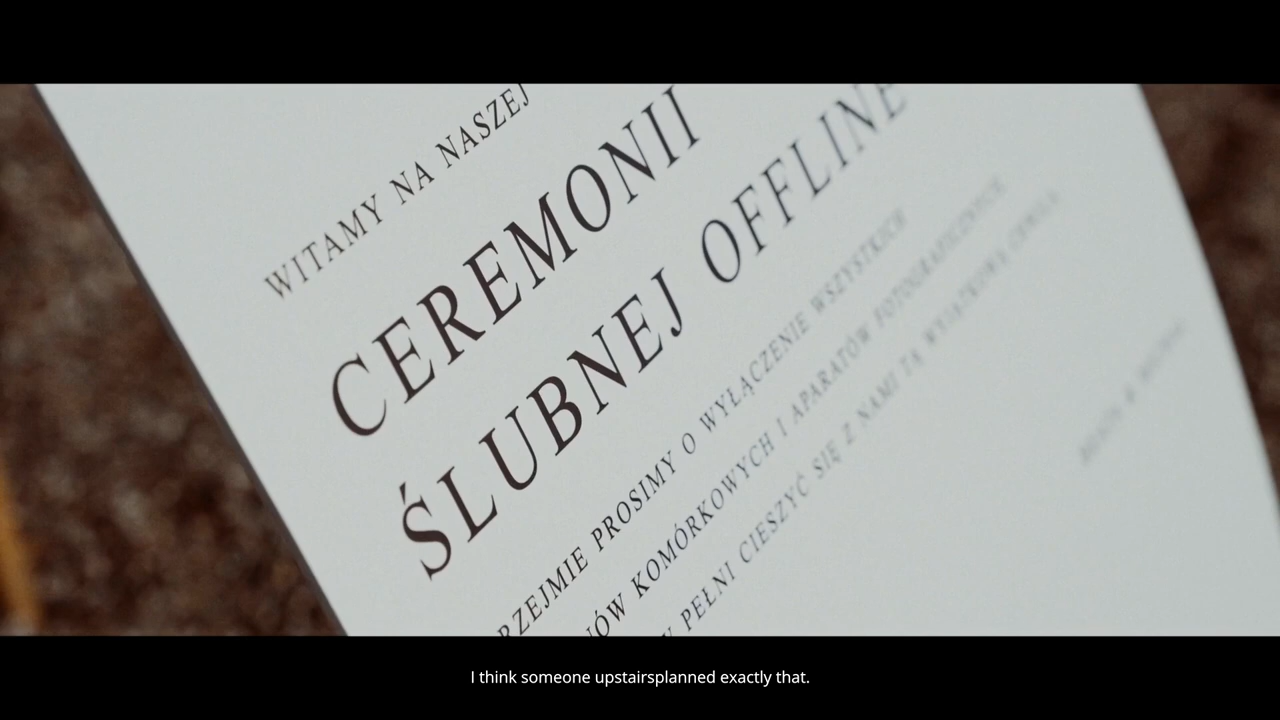 WITAMY NA NASZEJ
CEREMONII
ŚLUBNEJ OFFLINE
RZEJMIE PROSIMY O WYŁĄCZENIE WSZYSTKICH
NÓW KOMÓRKOWYCH I APARATÓW FOTOGRAFICZNYCH
PEŁNI CIESZYĆ SIĘ Z NAMI TĄ WYJĄTKOWĄ CHWILĄ
I think someone upstairsplanned exactly that.